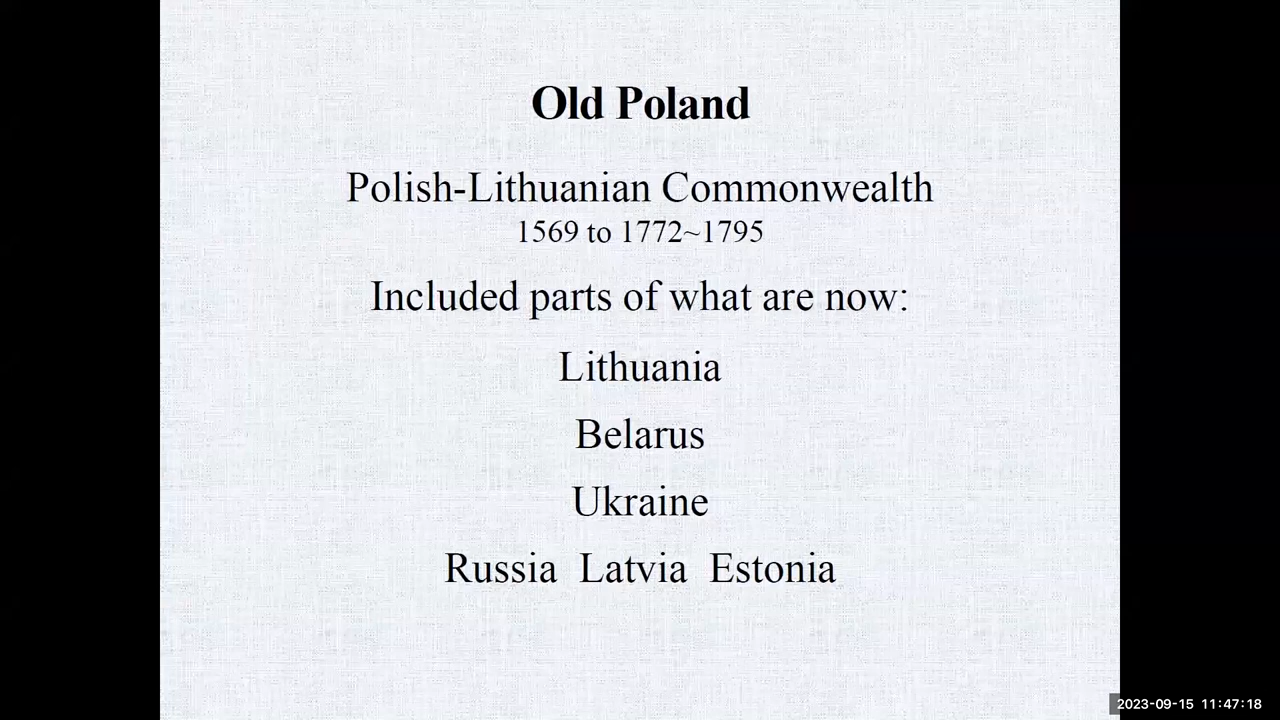 Old Poland
Polish-Lithuanian Commonwealth
1569 to 1772~1795
Included parts of what are now:
Lithuania
Belarus
Ukraine
Russia Latvia Estonia
2023-09-15 11:47:18